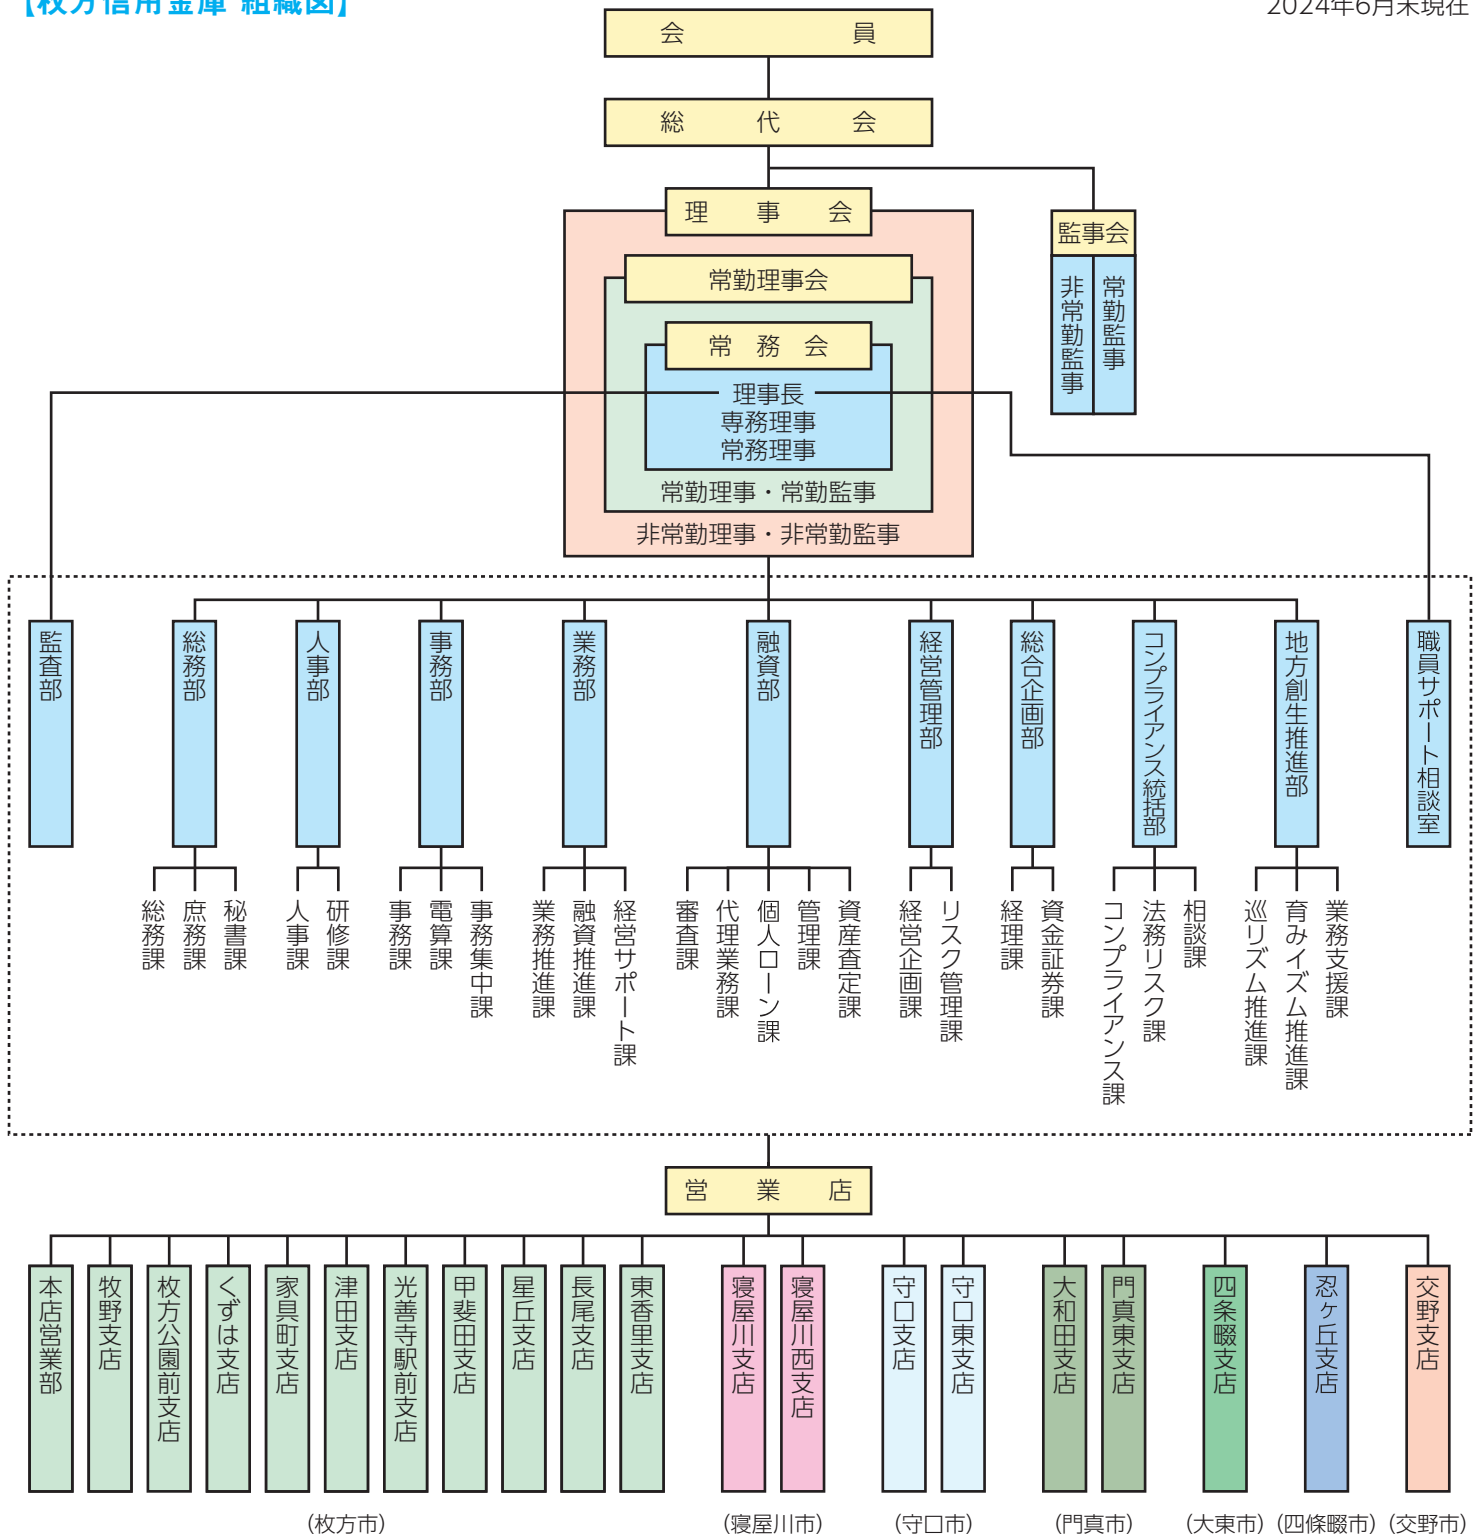 【枚方信用金庫 組織図】
2024年6月末現在
会員
総代会
理事会
監事会
常勤理事会
非常勤監事
常勤監事
常務会
理事長
専務理事
常務理事
常勤理事・常勤監事
非常勤理事・非常勤監事
監査部
総務部
人事部
事務部
業務部
融資部
経営管理部
総合企画部
コンプライアンス統括部
地方創生推進部
職員サポート相談室
総務課
庶務課
秘書課
人事課
研修課
事務課
電算課
事務集中課
業務推進課
融資推進課
経営サポート課
審査課
代理業務課
個人ローン課
管理課
資産査定課
経営企画課
リスク管理課
経理課
資金証券課
コンプライアンス課
法務リスク課
相談課
巡リズム推進課
育みイズム推進課
業務支援課
営業店
本店営業部
牧野支店
枚方公園前支店
くずは支店
家具町支店
津田支店
光善寺駅前支店
甲斐田支店
星丘支店
長尾支店
東香里支店
寝屋川支店
寝屋川西支店
守口支店
守口東支店
大和田支店
門真東支店
四条畷支店
忍ヶ丘支店
交野支店
(枚方市)
(寝屋川市)
(守口市)
(門真市)
(大東市)
(四條畷市)
(交野市)